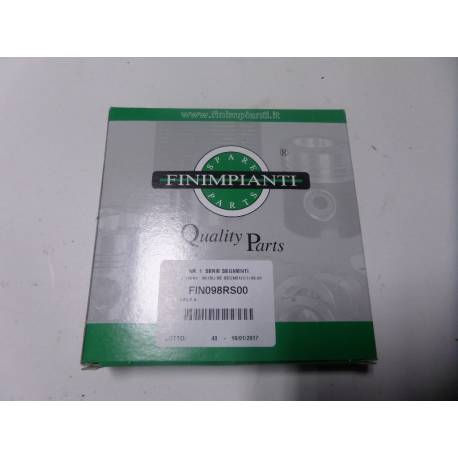 www.finimpianti.it
SPARE
FINIMPIANTI
®
PARTS
Quality Parts
NR. 1 SERIE SEGMENTI
FIN098RS00
LOTTO: 40 - 16/01/2017